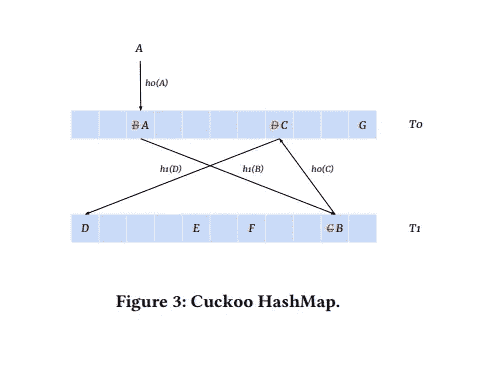 A
h0(A)
B A D C G T0
h1(D) h1(B) h0(C)
D E F C B T1
Figure 3: Cuckoo HashMap.